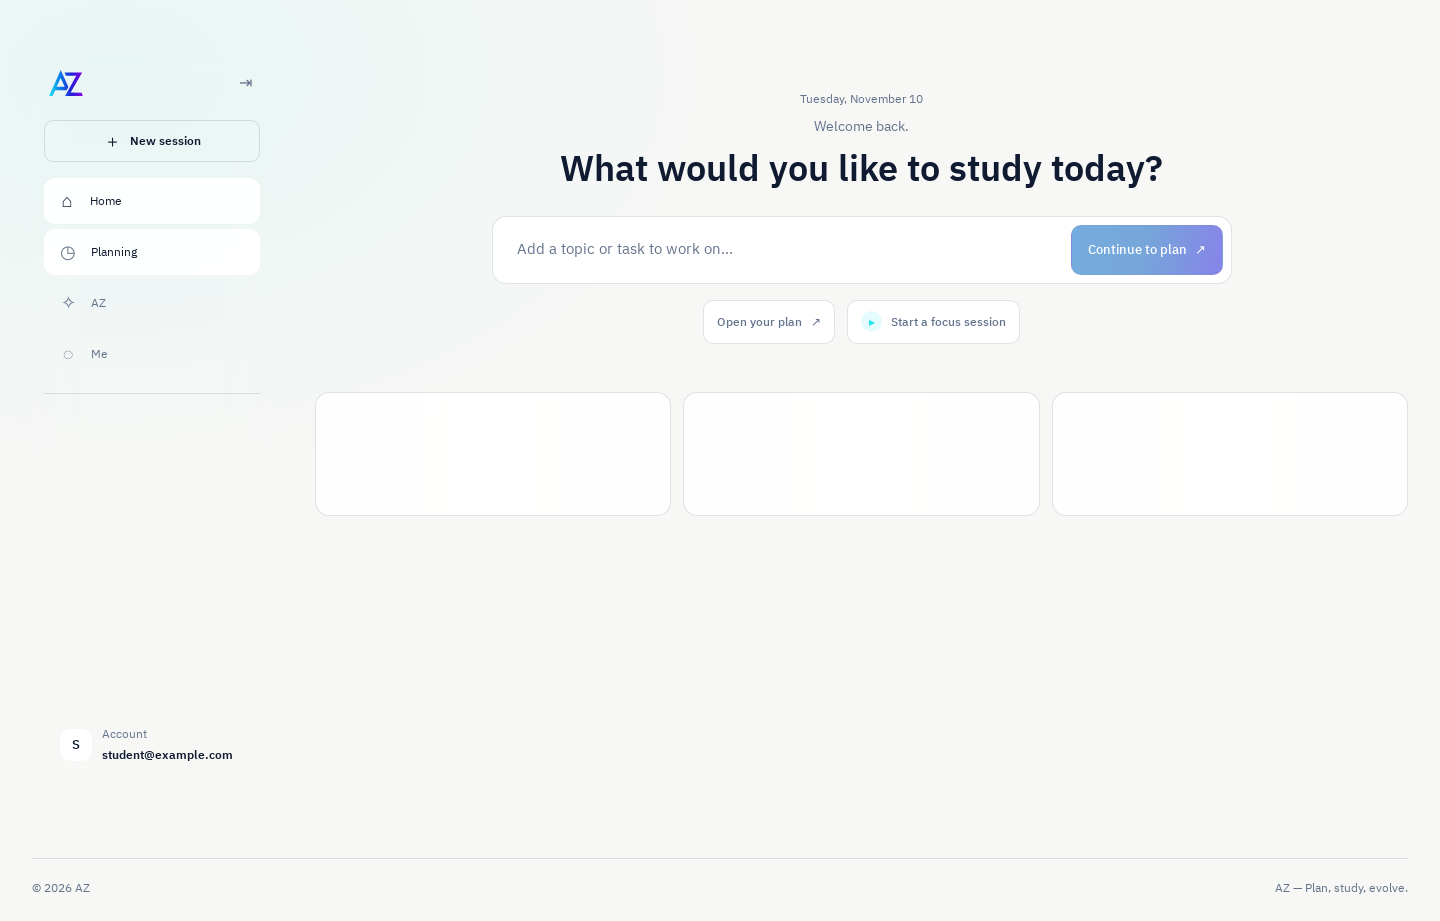 AZ
New session
Home
Planning
AZ
Me
Account
S
student@example.com
Tuesday, November 10
Welcome back.
What would you like to study today?
Add a topic or task to work on...
Continue to plan ↗
Open your plan ↗
Start a focus session
© 2026 AZ
AZ — Plan, study, evolve.